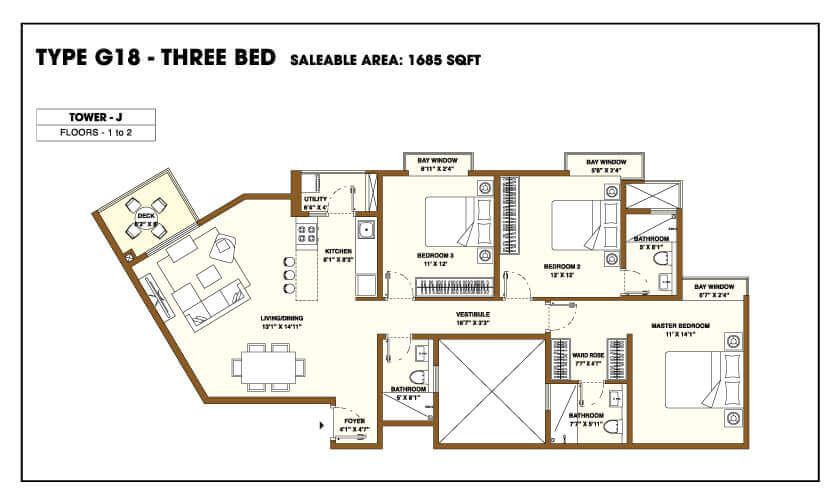 TYPE G18 - THREE BED SALEABLE AREA: 1685 SQFT
TOWER - J
FLOORS - 1 to 2
BAY WINDOW
6'11" X 2'4"
BAY WINDOW
5'8" X 2'4"
UTILITY
6'4" X 4'
DECK
KITCHEN
8'1" X 8'2"
BEDROOM 3
11' X 12'
BEDROOM 2
12' X 12'
BATHROOM
5' X 8'1"
BAY WINDOW
6'7" X 2'4"
LIVING/DINING
13'1" X 14'11"
VESTIBULE
16'7" X 3'3"
MASTER BEDROOM
11' X 14'1"
WARD ROBE
7'7" X 4'7"
BATHROOM
5' X 8'1"
BATHROOM
7'7" X 5'11"
FOYER
4'1" X 4'7"